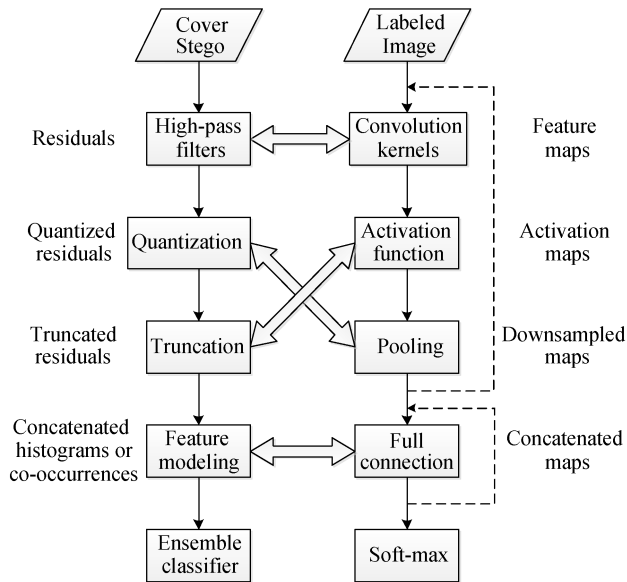 Cover
Stego
Labeled
Image
Residuals
High-pass
filters
Convolution
kernels
Feature
maps
Quantized
residuals
Quantization
Activation
function
Activation
maps
Truncated
residuals
Truncation
Pooling
Downsampled
maps
Concatenated
histograms or
co-occurrences
Feature
modeling
Full
connection
Concatenated
maps
Ensemble
classifier
Soft-max